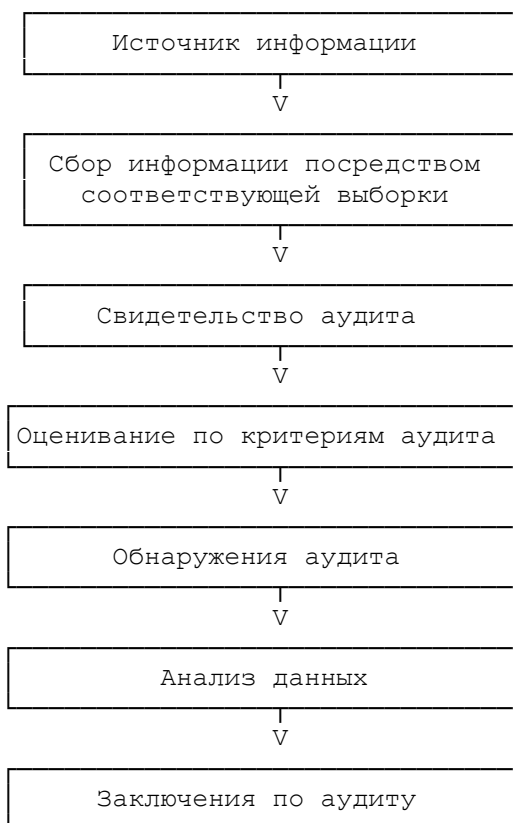 Источник информации
V
Сбор информации посредством
соответствующей выборки
V
Свидетельство аудита
V
Оценивание по критериям аудита
V
Обнаружения аудита
V
Анализ данных
V
Заключения по аудиту